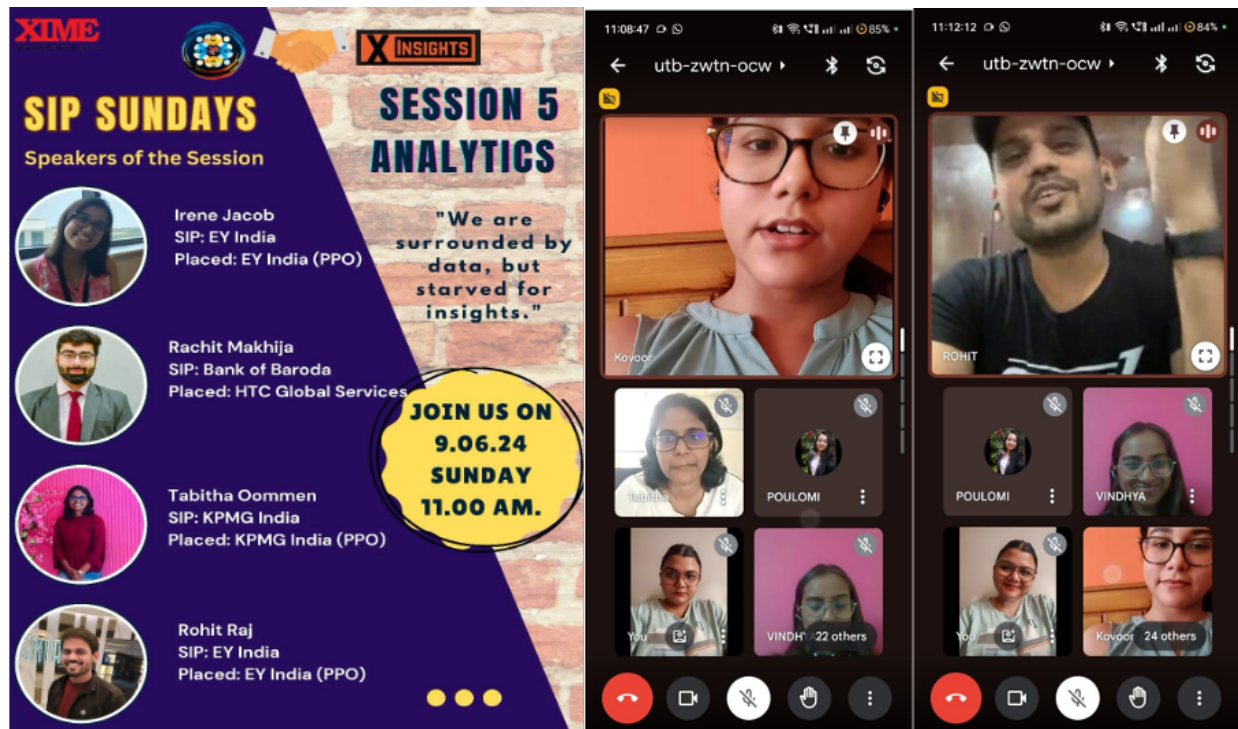 XIME
X INSIGHTS
SIP SUNDAYS
Speakers of the Session
Irene Jacob
SIP: EY India
Placed: EY India (PPO)
Rachit Makhija
SIP: Bank of Baroda
Placed: HTC Global Services
Tabitha Oommen
SIP: KPMG India
Placed: KPMG India (PPO)
Rohit Raj
SIP: EY India
Placed: EY India (PPO)
SESSION 5
ANALYTICS
"We are
surrounded by
data, but
starved for
insights."
JOIN US ON
9.06.24
SUNDAY
11.00 AM.
11:08:47
85%
utb-zwtn-ocw
Kovoor
Tabitha
POULOMI
You
VINDHYA
22 others
11:12:12
84%
utb-zwtn-ocw
ROHIT
POULOMI
VINDHYA
You
Kovoor
24 others